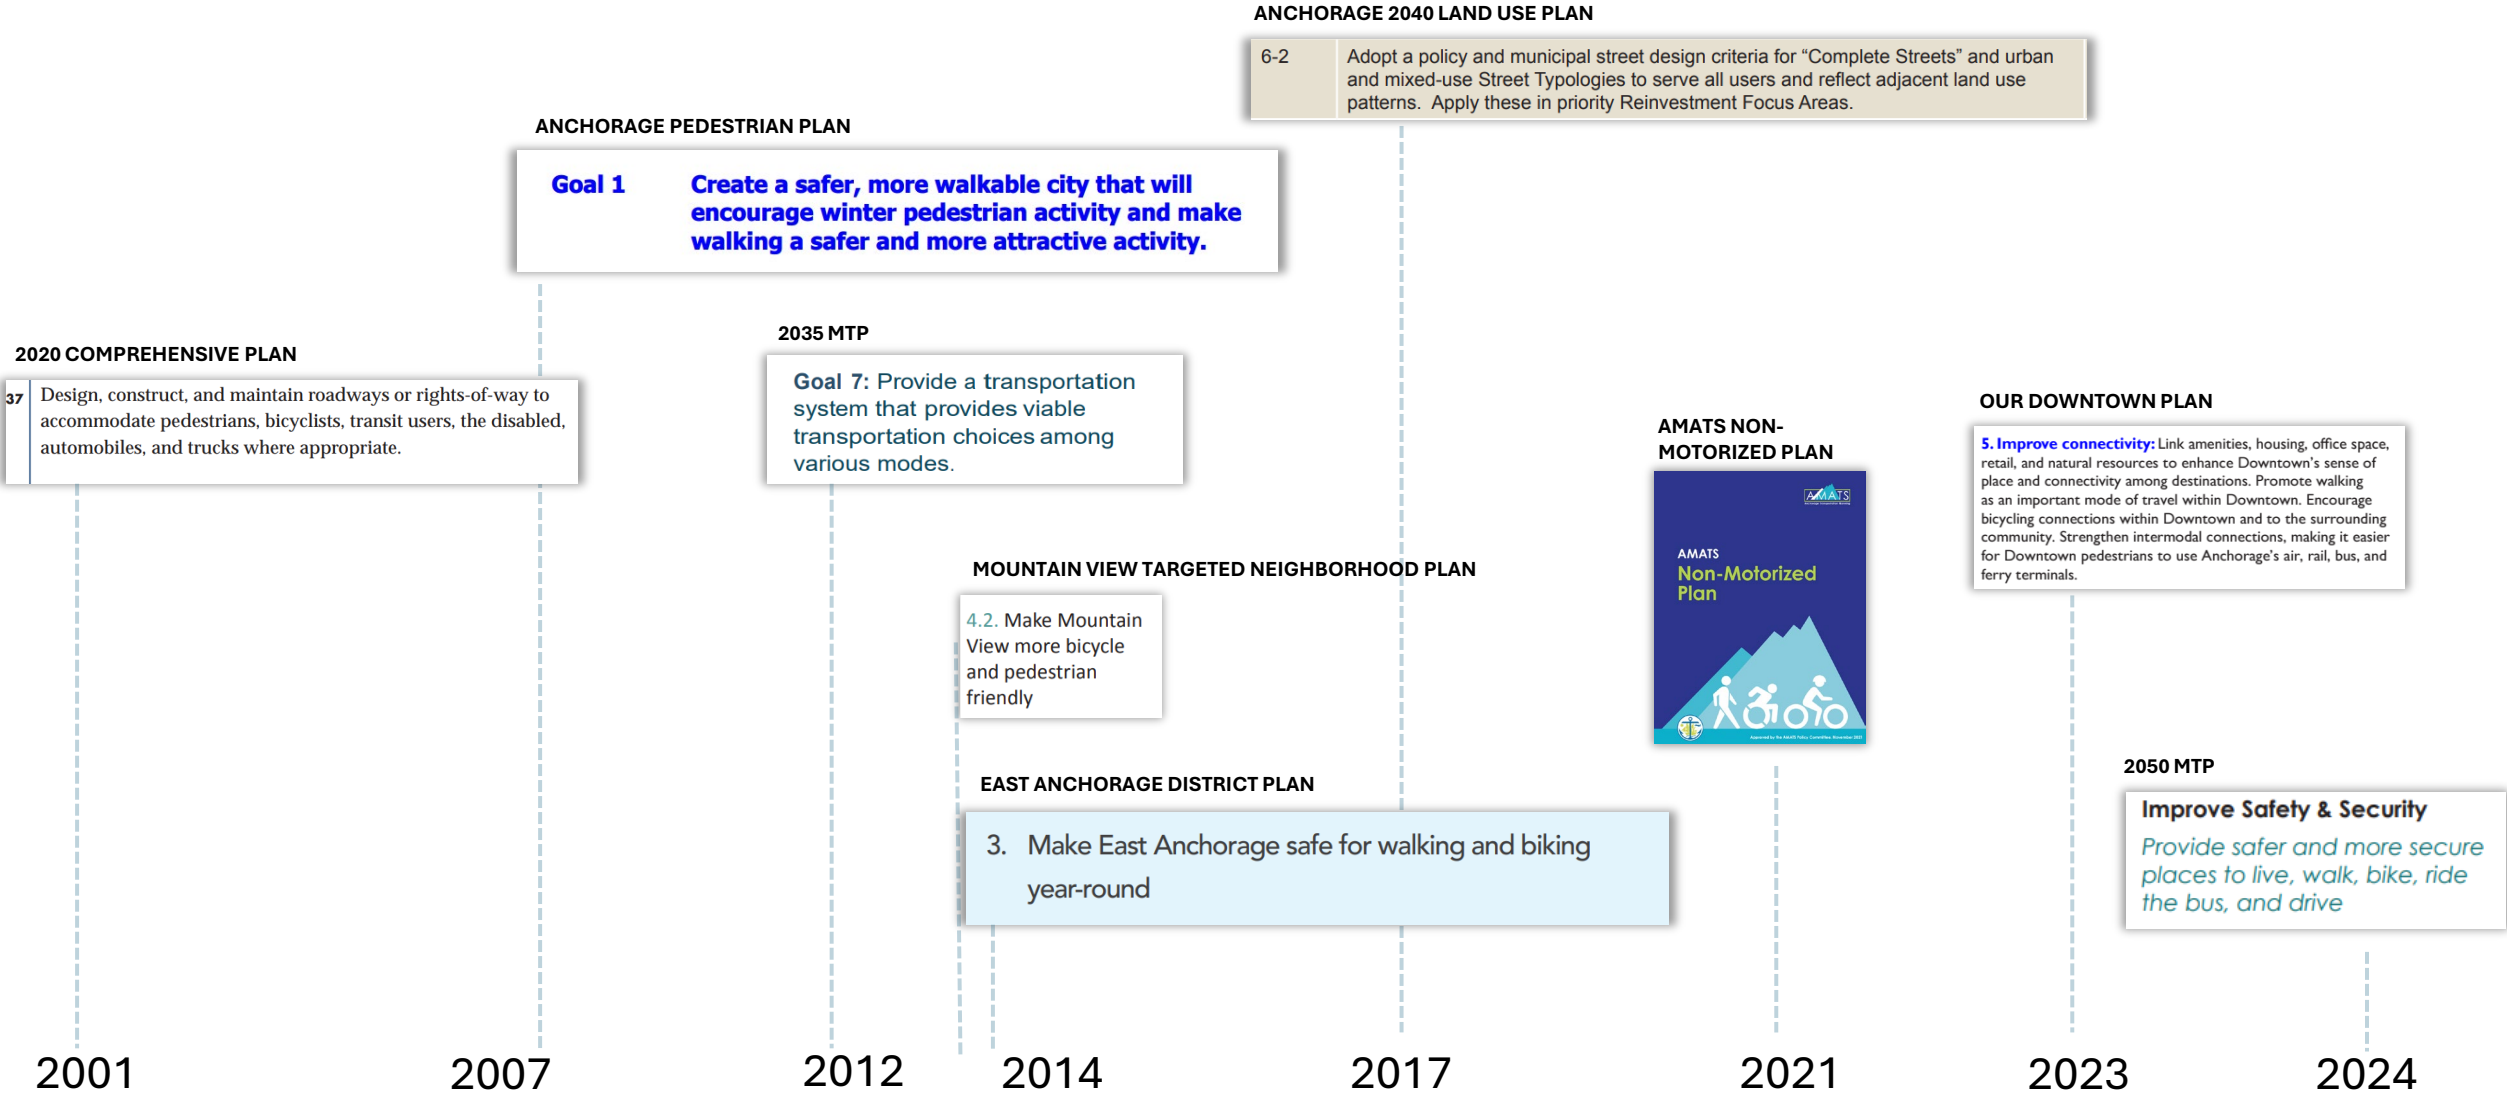 ANCHORAGE 2040 LAND USE PLAN
6-2 Adopt a policy and municipal street design criteria for “Complete Streets” and urban
and mixed-use Street Typologies to serve all users and reflect adjacent land use
patterns. Apply these in priority Reinvestment Focus Areas.
ANCHORAGE PEDESTRIAN PLAN
Goal 1 Create a safer, more walkable city that will
encourage winter pedestrian activity and make
walking a safer and more attractive activity.
2020 COMPREHENSIVE PLAN
37 Design, construct, and maintain roadways or rights-of-way to
accommodate pedestrians, bicyclists, transit users, the disabled,
automobiles, and trucks where appropriate.
2035 MTP
Goal 7: Provide a transportation
system that provides viable
transportation choices among
various modes.
MOUNTAIN VIEW TARGETED NEIGHBORHOOD PLAN
4.2. Make Mountain
View more bicycle
and pedestrian
friendly
EAST ANCHORAGE DISTRICT PLAN
3. Make East Anchorage safe for walking and biking
year-round
AMATS NON-
MOTORIZED PLAN
AMATS
AMATS
Non-Motorized
Plan
Approved by the AMATS Policy Committee, November 2021
OUR DOWNTOWN PLAN
5. Improve connectivity: Link amenities, housing, office space,
retail, and natural resources to enhance Downtown’s sense of
place and connectivity among destinations. Promote walking
as an important mode of travel within Downtown. Encourage
bicycling connections within Downtown and to the surrounding
community. Strengthen intermodal connections, making it easier
for Downtown pedestrians to use Anchorage’s air, rail, bus, and
ferry terminals.
2050 MTP
Improve Safety & Security
Provide safer and more secure
places to live, walk, bike, ride
the bus, and drive
2001
2007
2012
2014
2017
2021
2023
2024